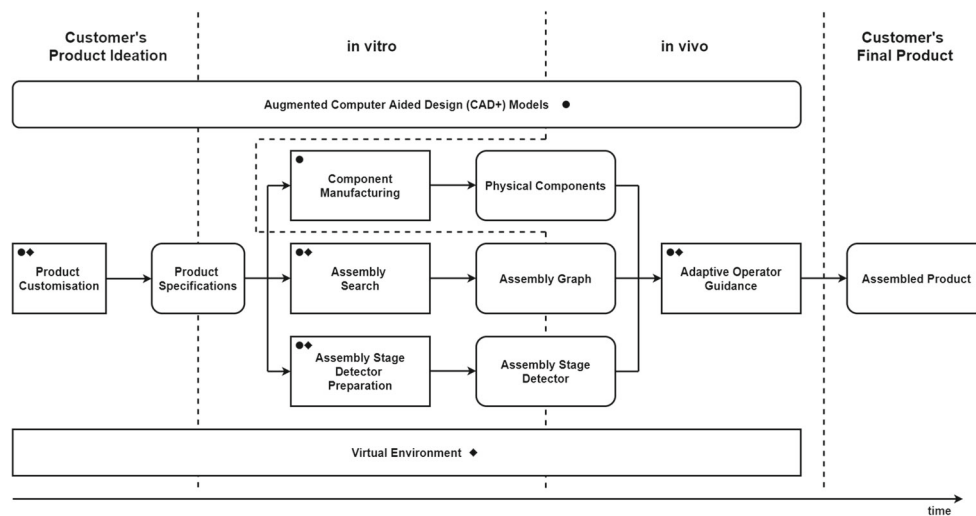 Customer's
Product Ideation
in vitro
in vivo
Customer's
Final Product
Augmented Computer Aided Design (CAD+) Models
Component
Manufacturing
Physical Components
Product
Customisation
Product
Specifications
Assembly
Search
Assembly Graph
Adaptive Operator
Guidance
Assembled Product
Assembly Stage
Detector
Preparation
Assembly Stage
Detector
Virtual Environment
time